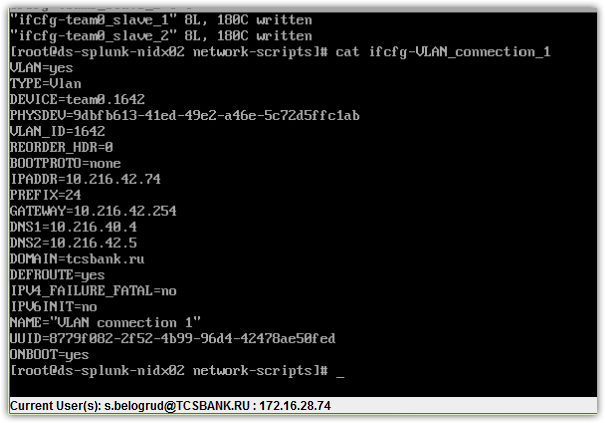 "ifcfg-team0_slave_1" 8L, 180C written
"ifcfg-team0_slave_2" 8L, 180C written
[root@ds-splunk-nidx02 network-scripts]# cat ifcfg-VLAN_connection_1
VLAN=yes
TYPE=Vlan
DEVICE=team0.1642
PHYSDEV=9dbfb613-41ed-49e2-a46e-5c72d5ffc1ab
VLAN_ID=1642
REORDER_HDR=0
BOOTPROTO=none
IPADDR=10.216.42.74
PREFIX=24
GATEWAY=10.216.42.254
DNS1=10.216.40.4
DNS2=10.216.42.5
DOMAIN=tcsbank.ru
DEFROUTE=yes
IPV4_FAILURE_FATAL=no
IPV6INIT=no
NAME="VLAN connection 1"
UUID=8779f082-2f52-4b99-96d4-42478ae50fed
ONBOOT=yes
[root@ds-splunk-nidx02 network-scripts]# _
Current User(s): s.belogrud@TCSBANK.RU : 172.16.28.74